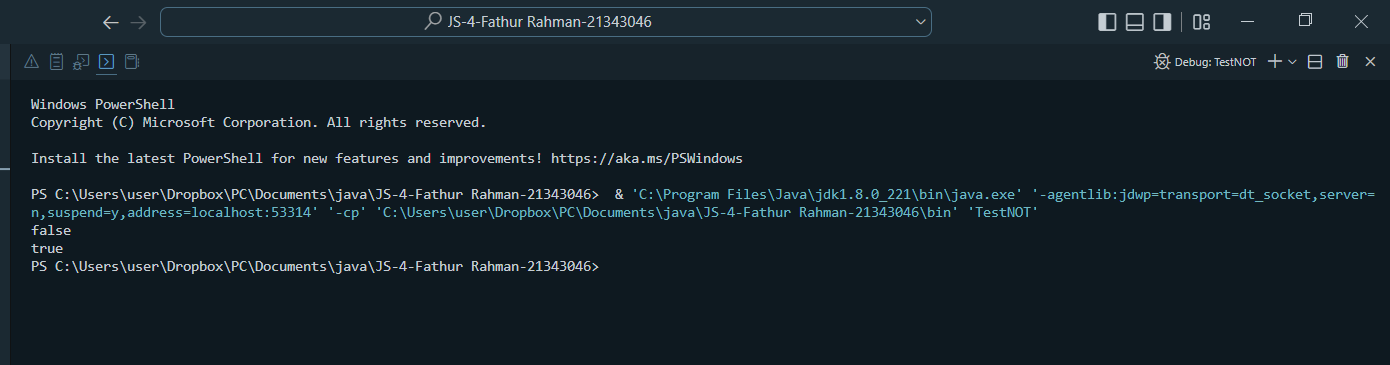 JS-4-Fathur Rahman-21343046
Debug: TestNOT
Windows PowerShell
Copyright (C) Microsoft Corporation. All rights reserved.
Install the latest PowerShell for new features and improvements! https://aka.ms/PSWindows
PS C:\Users\user\Dropbox\PC\Documents\java\JS-4-Fathur Rahman-21343046>  & 'C:\Program Files\Java\jdk1.8.0_221\bin\java.exe' '-agentlib:jdwp=transport=dt_socket,server=
n,suspend=y,address=localhost:53314' '-cp' 'C:\Users\user\Dropbox\PC\Documents\java\JS-4-Fathur Rahman-21343046\bin' 'TestNOT'
false
true
PS C:\Users\user\Dropbox\PC\Documents\java\JS-4-Fathur Rahman-21343046>